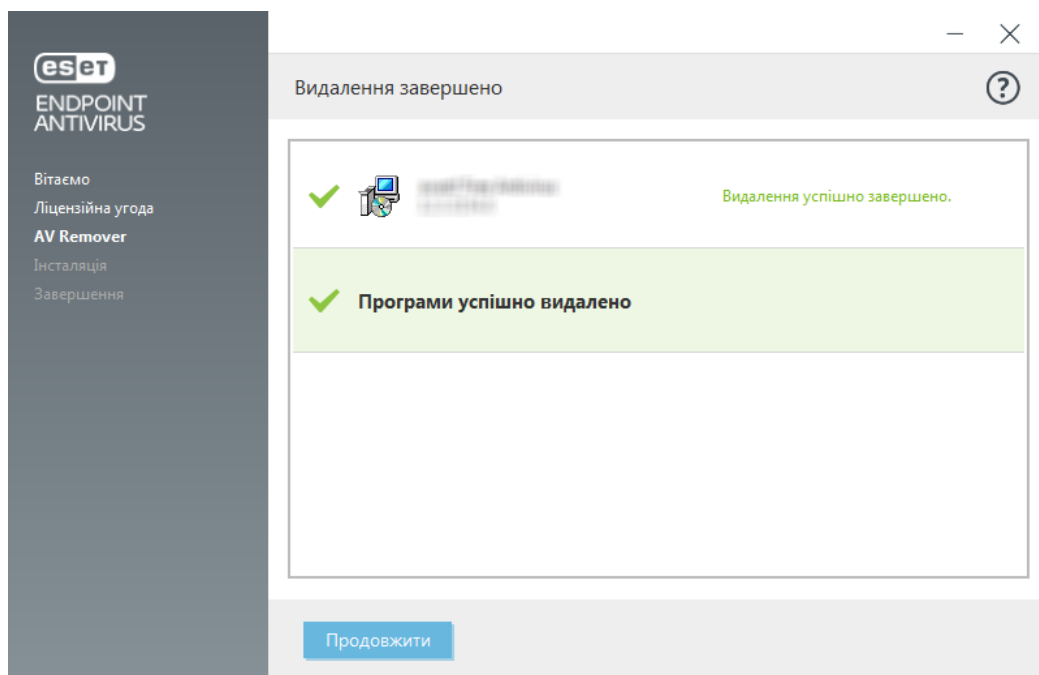 eset
ENDPOINT
ANTIVIRUS
Вітаємо
Ліцензійна угода
AV Remover
Інсталяція
Завершення
Видалення завершено
?
Видалення успішно завершено.
Програми успішно видалено
Продовжити